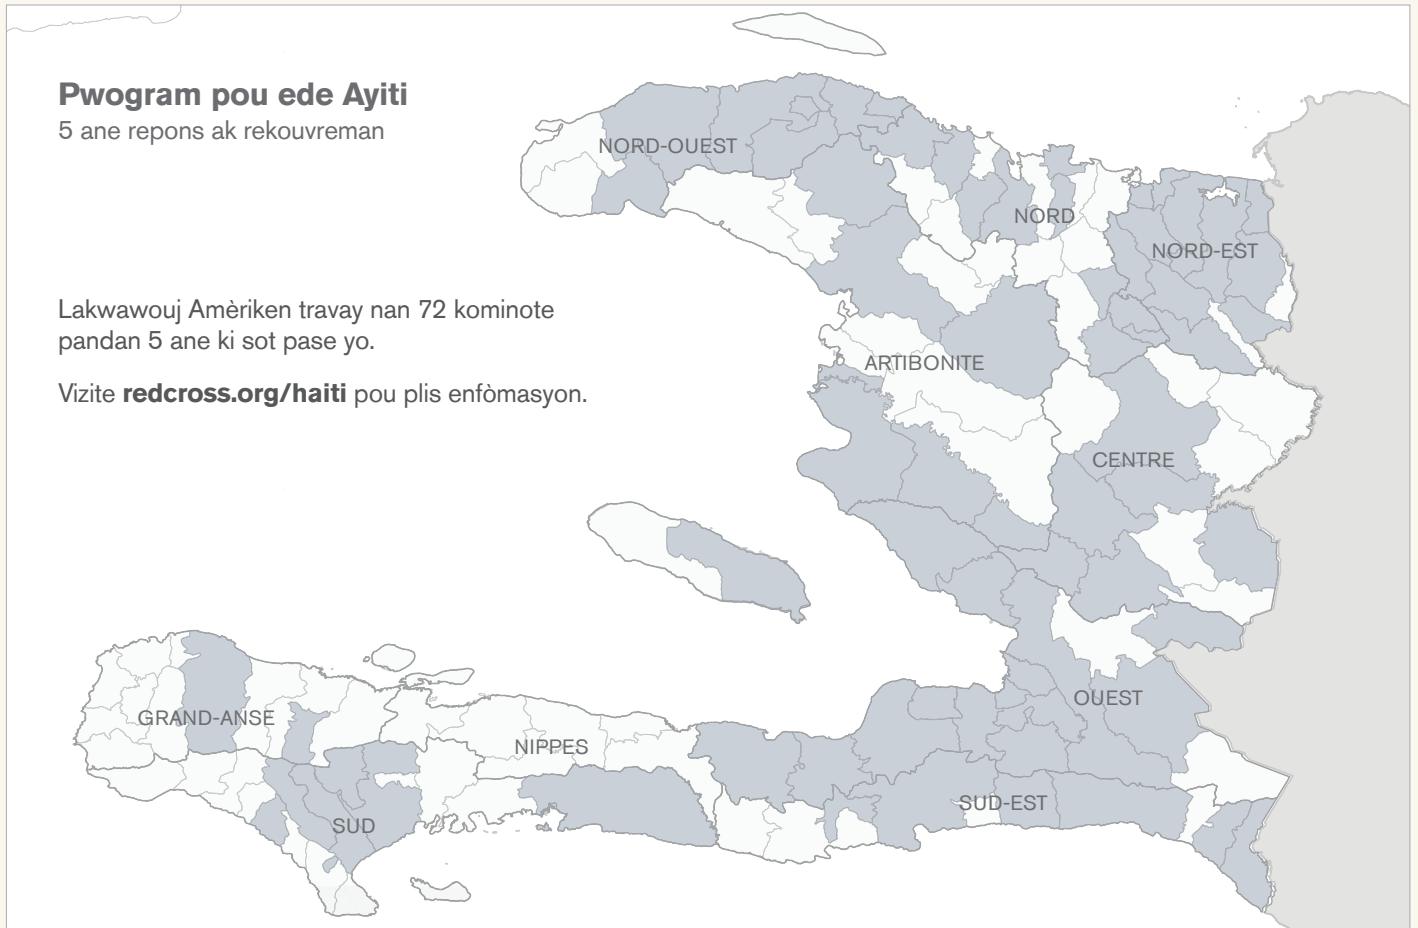 Pwogram pou ede Ayiti
5 ane repons ak rekouvreman
Lakwawouj Amèriken travay nan 72 kominote
pandan 5 ane ki sot pase yo.
Vizite redcross.org/haiti pou plis enfòmasyon.
NORD-OUEST
NORD
NORD-EST
ARTIBONITE
CENTRE
OUEST
GRAND-ANSE
NIPPES
SUD-EST
SUD